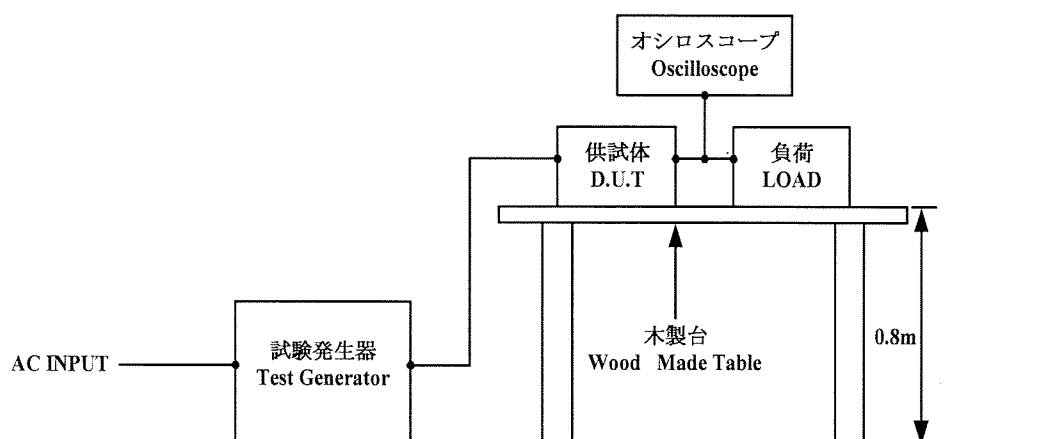 オシロスコープ
Oscilloscope
供試体
D.U.T
負荷
LOAD
試験発生器
Test Generator
AC INPUT
木製台
Wood Made Table
0.8m